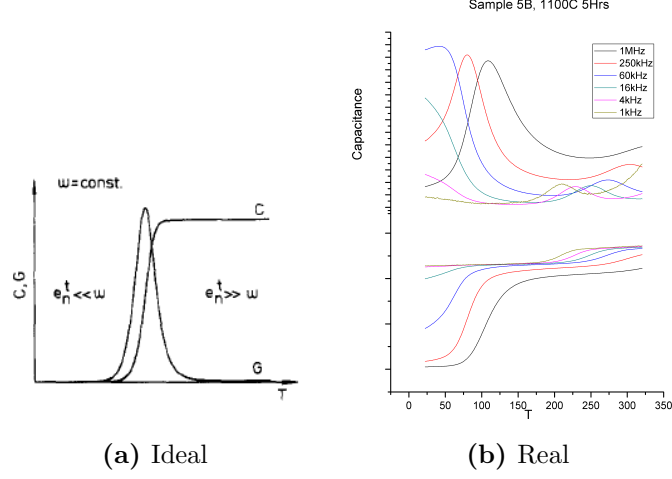 Sample 5B, 1100C 5Hrs
1MHz
250kHz
60kHz
16kHz
4kHz
1kHz
Capacitance
0 50 100 150 200 250 300 350
T
w=const.
C
C, G
e_n^t<<w
e_n^t>>w
G
T
(a) Ideal
(b) Real